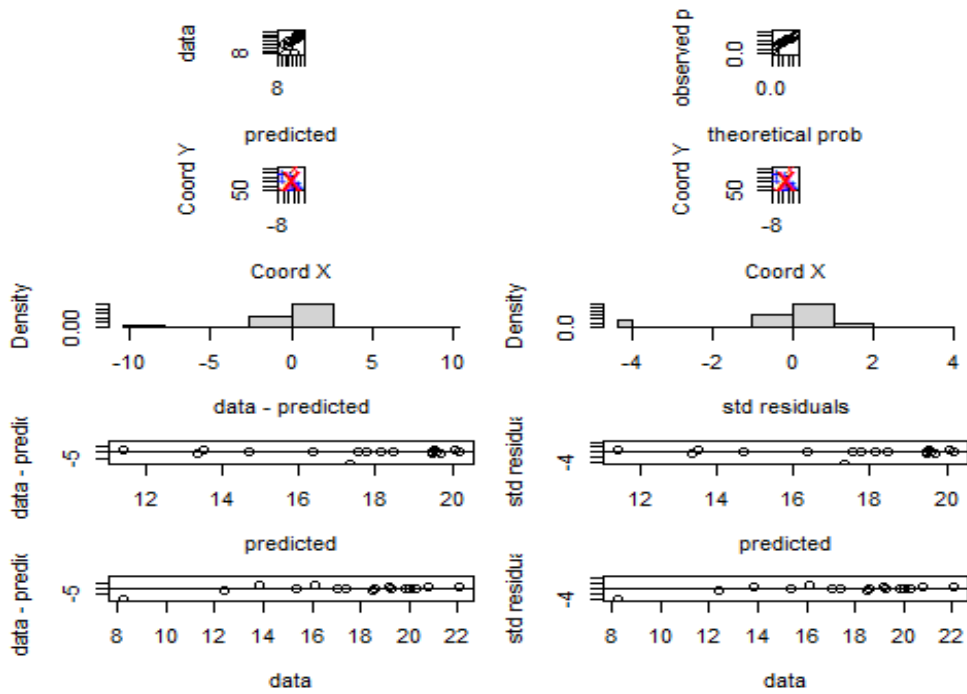 data
8
8
predicted
observed p
0.0
0.0
theoretical prob
Coord Y
50
-8
Coord X
Coord Y
50
-8
Coord X
Density
0.00
-10 -5 0 5 10
data - predicted
Density
0.0
-4 -2 0 2 4
std residuals
data - predic
-5
12 14 16 18 20
predicted
std residua
-4
12 14 16 18 20
predicted
data - predic
-5
8 10 12 14 16 18 20 22
data
std residua
-4
8 10 12 14 16 18 20 22
data